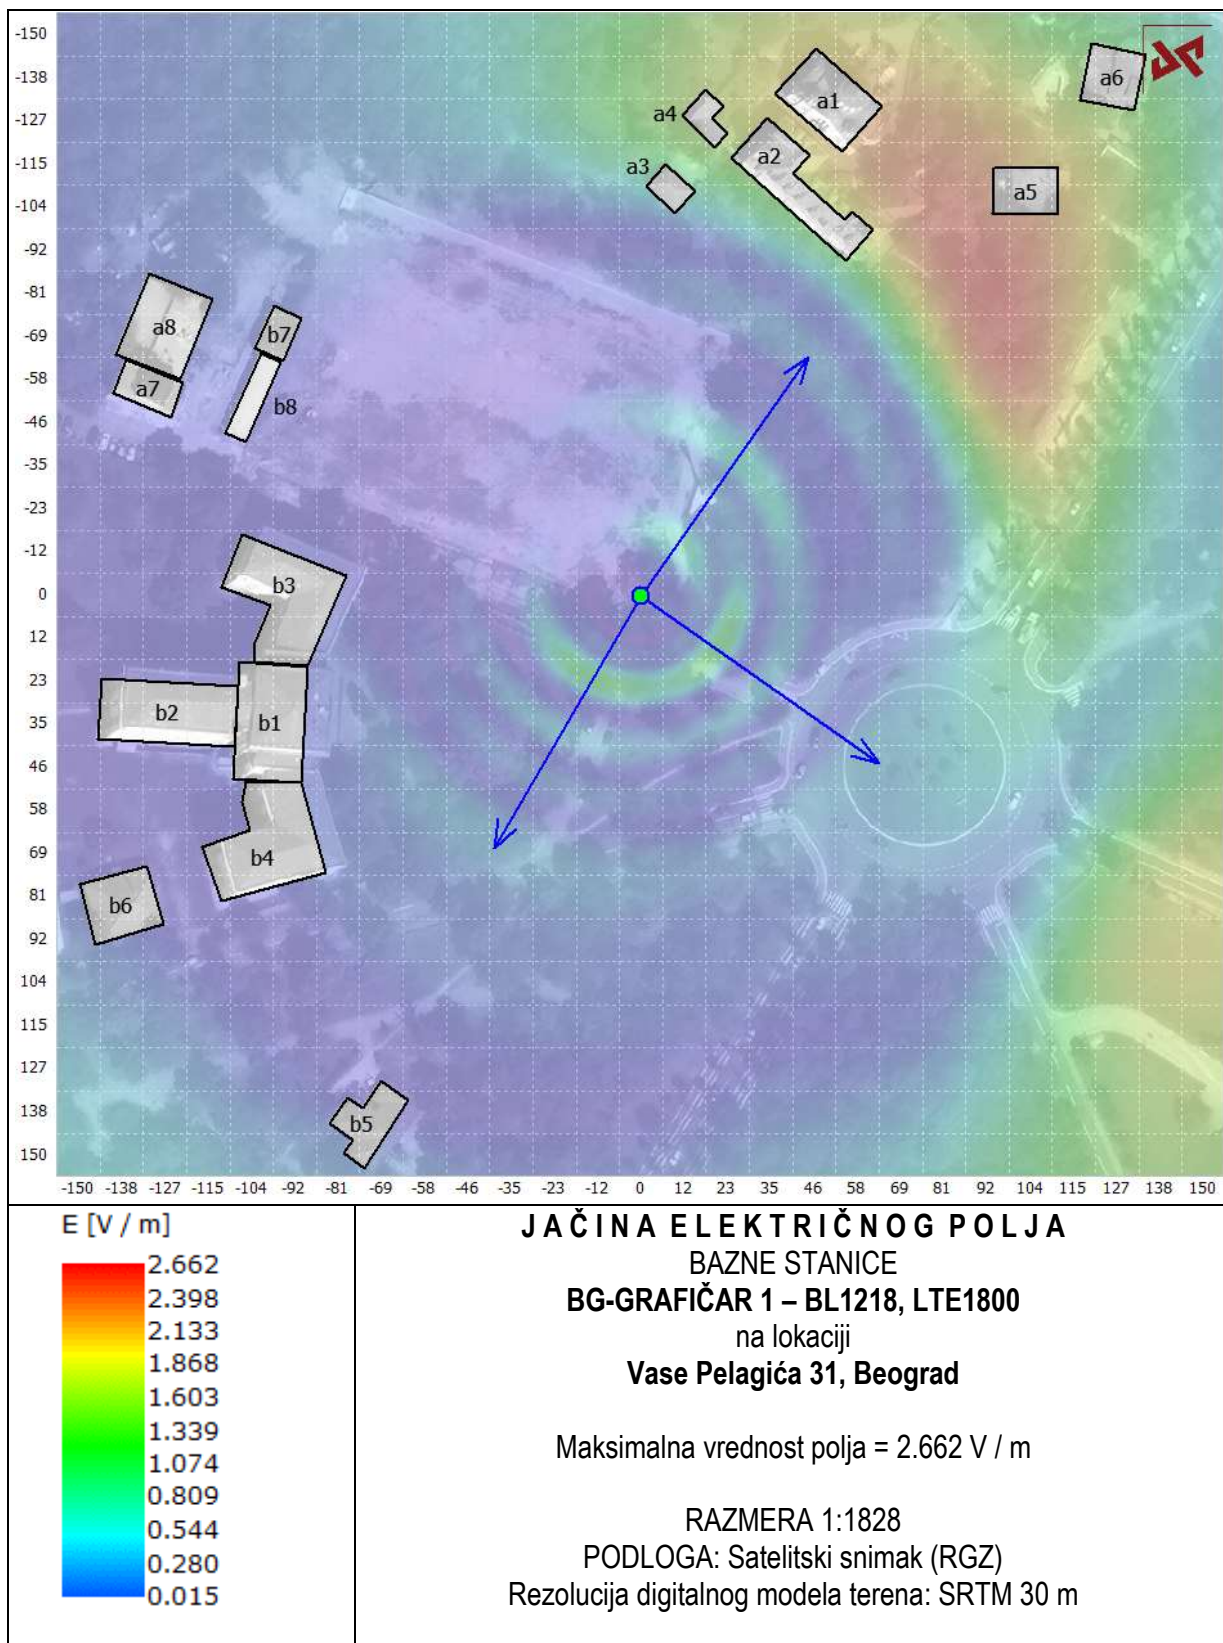 -150
-138
-127
-115
-104
-92
-81
-69
-58
-46
-35
-23
-12
0
12
23
35
46
58
69
81
92
104
115
127
138
150
a6
a1
a4
a2
a3
a5
a8
b7
a7
b8
b3
b2
b1
b4
b6
b5
-150 -138 -127 -115 -104 -92 -81 -69 -58 -46 -35 -23 -12 0 12 23 35 46 58 69 81 92 104 115 127 138 150
E [V / m]
2.662
2.398
2.133
1.868
1.603
1.339
1.074
0.809
0.544
0.280
0.015
JAČINA ELEKTRIČNOG POLJA
BAZNE STANICE
BG-GRAFIČAR 1 – BL1218, LTE1800
na lokaciji
Vase Pelagića 31, Beograd
Maksimalna vrednost polja = 2.662 V / m
RAZMERA 1:1828
PODLOGA: Satelitski snimak (RGZ)
Rezolucija digitalnog modela terena: SRTM 30 m